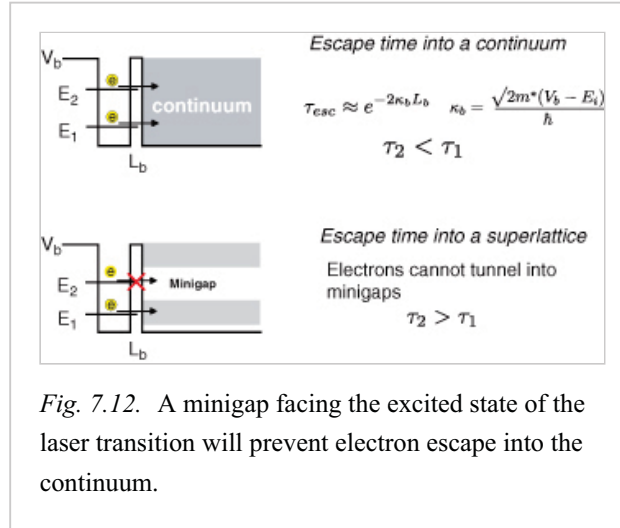 Escape time into a continuum
V_b
E_2
E_1
e
e
continuum
L_b
τ_esc ≈ e^{-2κ_b L_b} κ_b = √2m*(V_b − E_i) / ħ
τ_2 < τ_1
Escape time into a superlattice
V_b
E_2
E_1
e
e
Minigap
L_b
Electrons cannot tunnel into
minigaps
τ_2 > τ_1
Fig. 7.12. A minigap facing the excited state of the
laser transition will prevent electron escape into the
continuum.